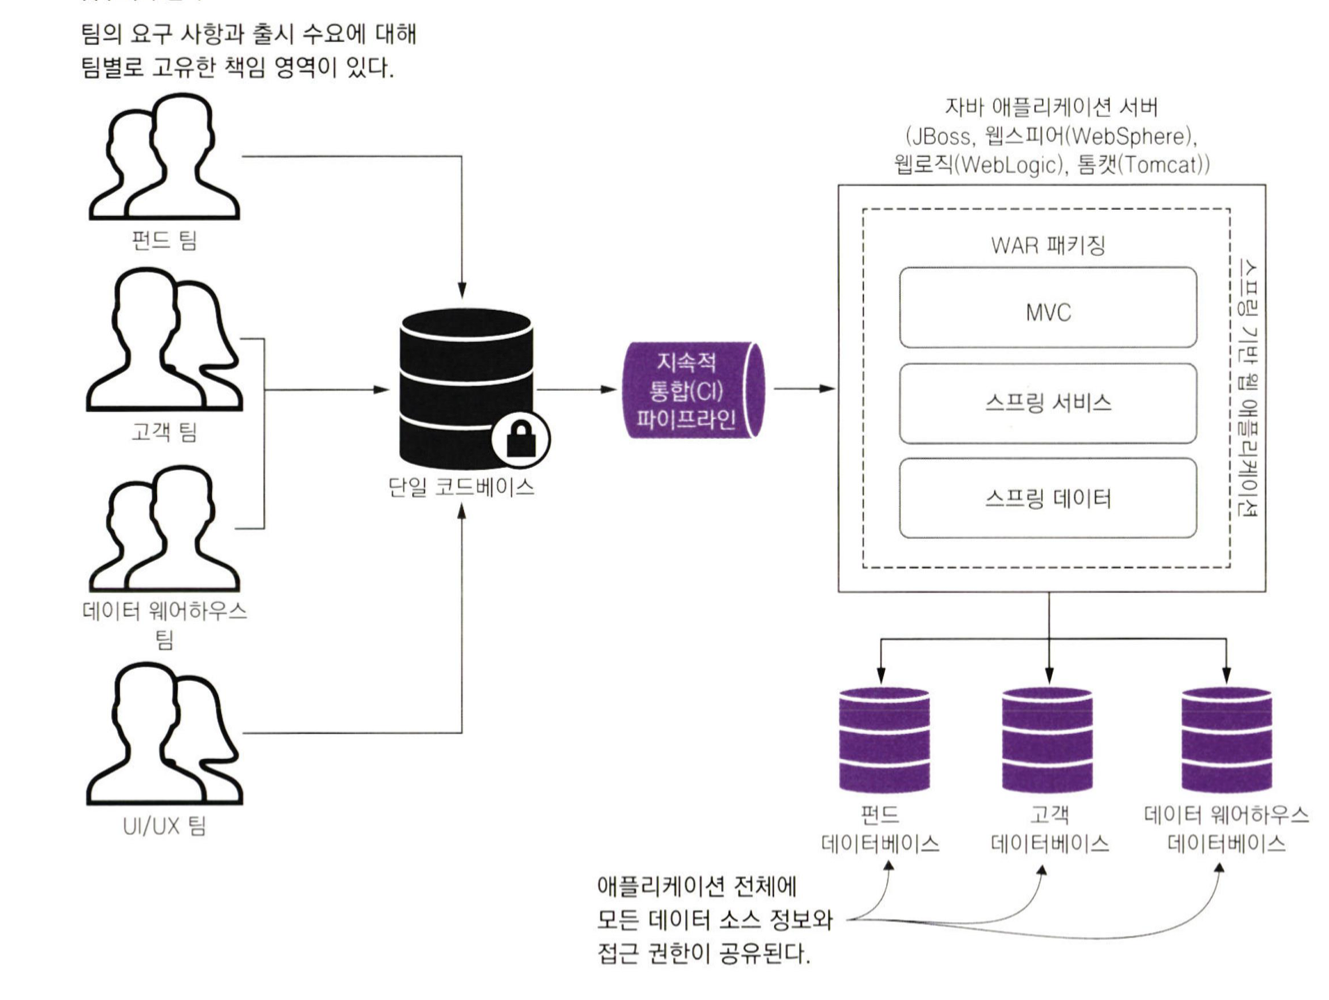 팀의 요구 사항과 출시 수요에 대해
팀별로 고유한 책임 영역이 있다.
펀드 팀
고객 팀
데이터 웨어하우스
팀
UI/UX 팀
단일 코드베이스
지속적
통합(CI)
파이프라인
자바 애플리케이션 서버
(JBoss, 웹스피어(WebSphere),
웹로직(WebLogic), 톰캣(Tomcat))
WAR 패키징
MVC
스프링 서비스
스프링 데이터
스프링 기반 웹 애플리케이션
펀드
데이터베이스
고객
데이터베이스
데이터 웨어하우스
데이터베이스
애플리케이션 전체에
모든 데이터 소스 정보와
접근 권한이 공유된다.